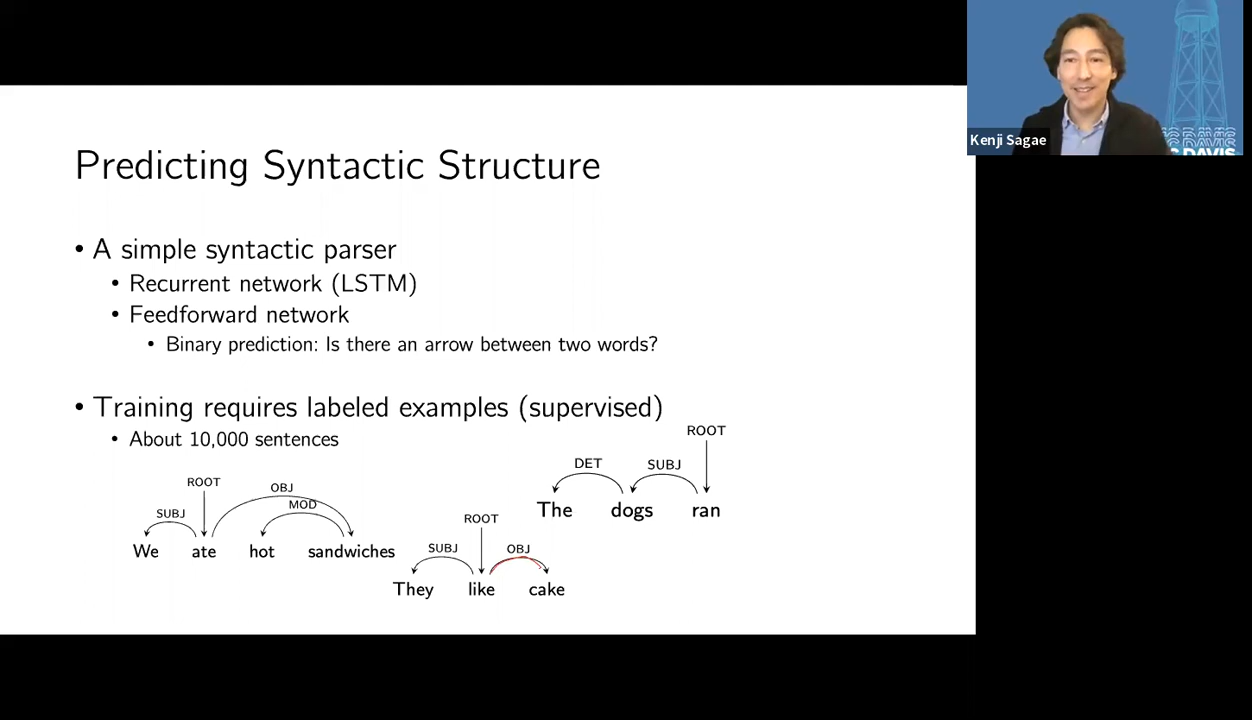 Kenji Sagae
C DAVIS
Predicting Syntactic Structure
• A simple syntactic parser
• Recurrent network (LSTM)
• Feedforward network
• Binary prediction: Is there an arrow between two words?
• Training requires labeled examples (supervised)
• About 10,000 sentences
ROOT
DET SUBJ
The dogs ran
ROOT OBJ
SUBJ MOD
We ate hot sandwiches
ROOT
SUBJ OBJ
They like cake